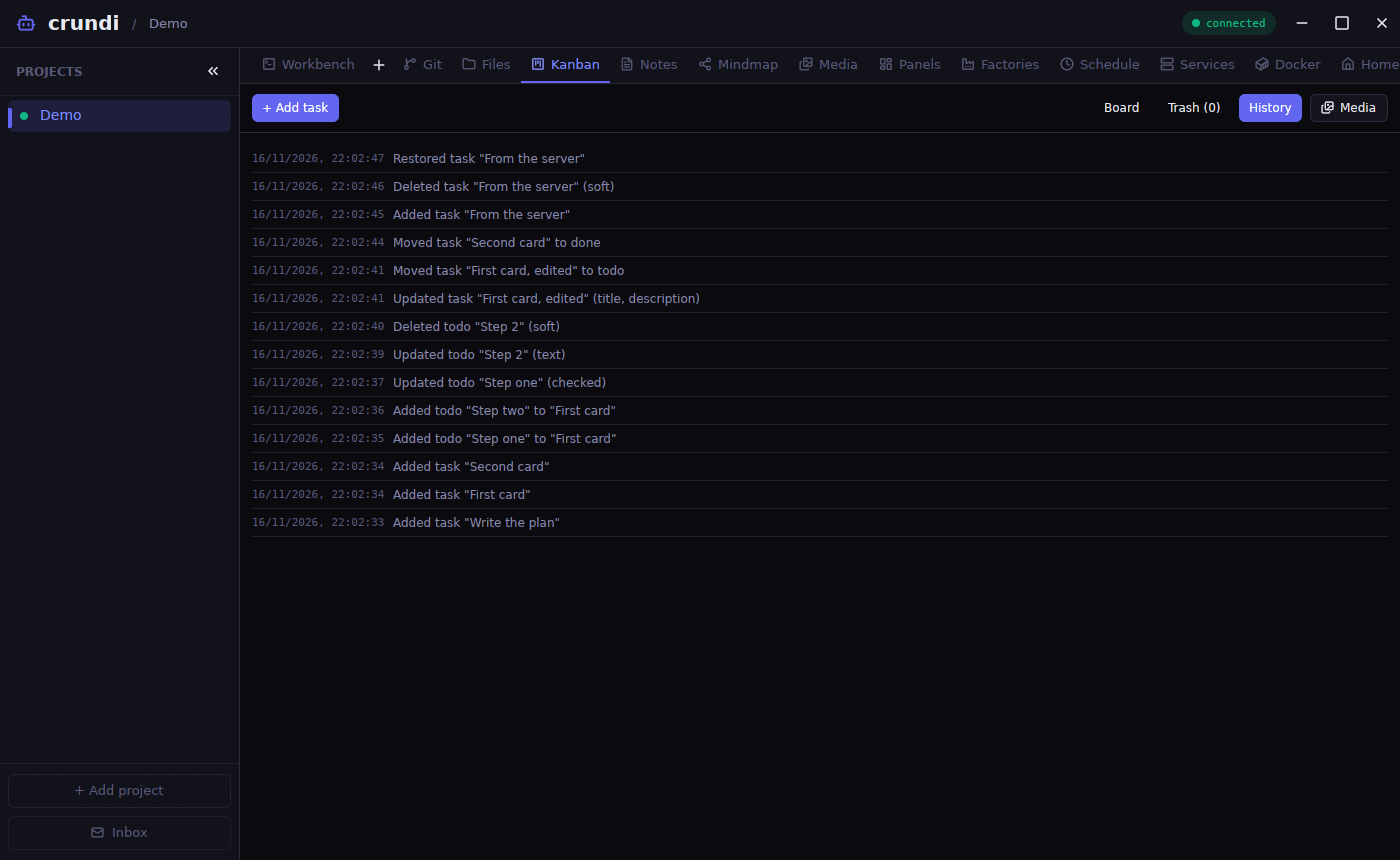 crundi / Demo
connected
PROJECTS
Demo
+ Add project
Inbox
Workbench + Git Files Kanban Notes Mindmap Media Panels Factories Schedule Services Docker Home
+ Add task Board Trash (0) History Media
16/11/2026, 22:02:47 Restored task "From the server"
16/11/2026, 22:02:46 Deleted task "From the server" (soft)
16/11/2026, 22:02:45 Added task "From the server"
16/11/2026, 22:02:44 Moved task "Second card" to done
16/11/2026, 22:02:41 Moved task "First card, edited" to todo
16/11/2026, 22:02:41 Updated task "First card, edited" (title, description)
16/11/2026, 22:02:40 Deleted todo "Step 2" (soft)
16/11/2026, 22:02:39 Updated todo "Step 2" (text)
16/11/2026, 22:02:37 Updated todo "Step one" (checked)
16/11/2026, 22:02:36 Added todo "Step two" to "First card"
16/11/2026, 22:02:35 Added todo "Step one" to "First card"
16/11/2026, 22:02:34 Added task "Second card"
16/11/2026, 22:02:34 Added task "First card"
16/11/2026, 22:02:33 Added task "Write the plan"